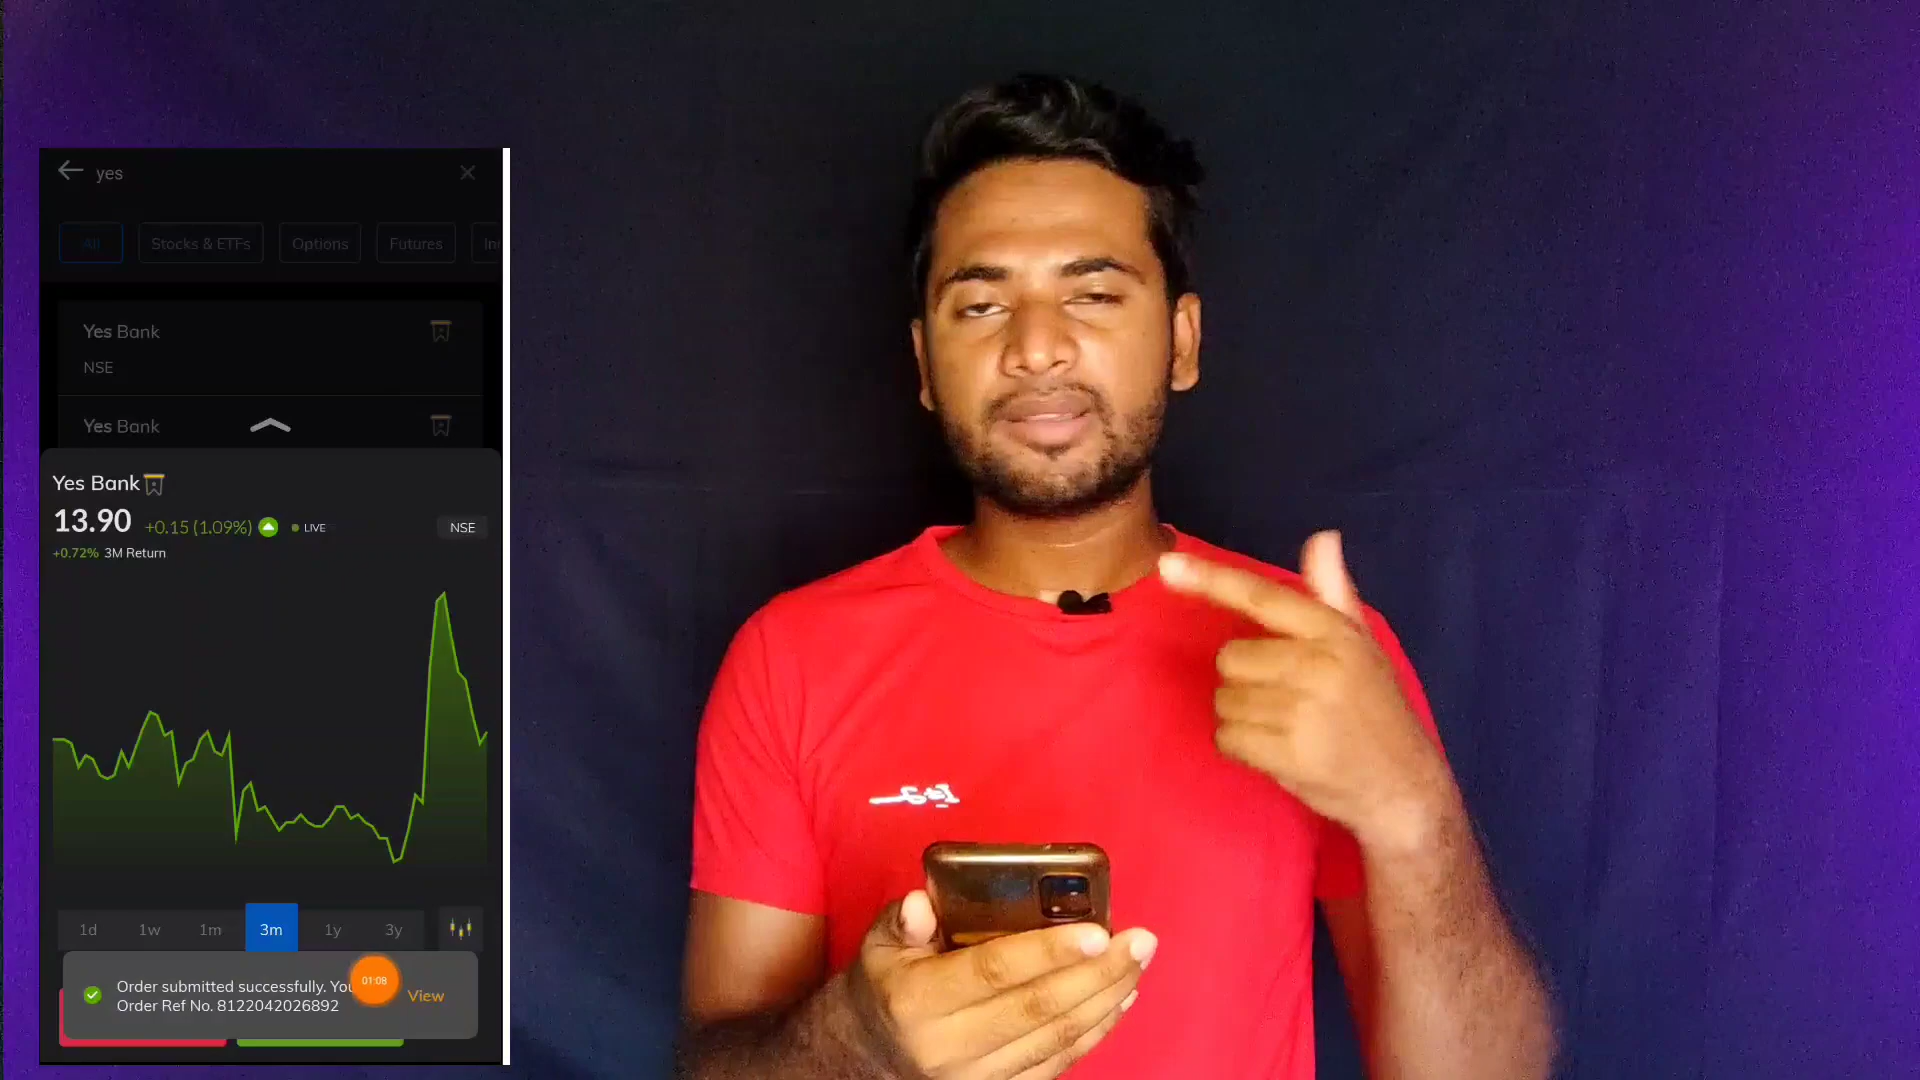 yes
All
Stocks & ETFs
Options
Futures
Yes Bank
NSE
Yes Bank
Yes Bank
13.90 +0.15 (1.09%) LIVE NSE
+0.72% 3M Return
1d 1w 1m 3m 1y 3y
Order submitted successfully. You
Order Ref No. 8122042026892
01:08
View